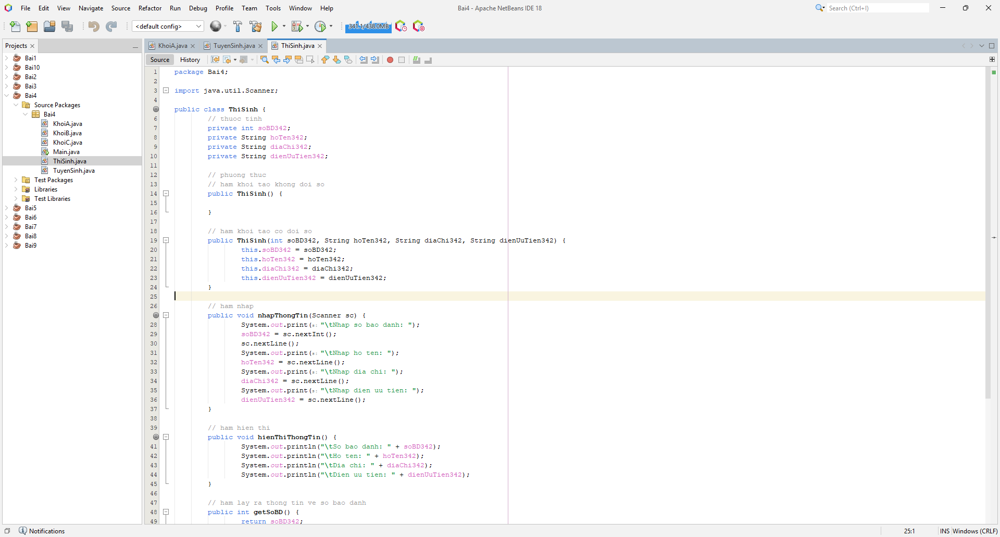 File Edit View Navigate Source Refactor Run Debug Profile Team Tools Window Help
Bai4 - Apache NetBeans IDE 18
Search (Ctrl+I)
<default config>
341.1/438.0MB
Projects
KhoiA.java
TuyenSinh.java
ThiSinh.java
Source
History
Bai1
Bai10
Bai2
Bai3
Bai4
Source Packages
Bai4
KhoiA.java
KhoiB.java
KhoiC.java
Main.java
ThiSinh.java
TuyenSinh.java
Test Packages
Libraries
Test Libraries
Bai5
Bai6
Bai7
Bai8
Bai9
1 package Bai4;
2
3 import java.util.Scanner;
4
public class ThiSinh {
6 // thuoc tinh
7 private int soBD342;
8 private String hoTen342;
9 private String diaChi342;
10 private String dienUuTien342;
11
12 // phuong thuc
13 // ham khoi tao khong doi so
14 public ThiSinh() {
15
16 }
17
18 // ham khoi tao co doi so
19 public ThiSinh(int soBD342, String hoTen342, String diaChi342, String dienUuTien342) {
20 this.soBD342 = soBD342;
21 this.hoTen342 = hoTen342;
22 this.diaChi342 = diaChi342;
23 this.dienUuTien342 = dienUuTien342;
24 }
25
26 // ham nhap
public void nhapThongTin(Scanner sc) {
28 System.out.print(s: "\tNhap so bao danh: ");
29 soBD342 = sc.nextInt();
30 sc.nextLine();
31 System.out.print(s: "\tNhap ho ten: ");
32 hoTen342 = sc.nextLine();
33 System.out.print(s: "\tNhap dia chi: ");
34 diaChi342 = sc.nextLine();
35 System.out.print(s: "\tNhap dien uu tien: ");
36 dienUuTien342 = sc.nextLine();
37 }
38
39 // ham hien thi
public void hienThiThongTin() {
41 System.out.println("\tSo bao danh: " + soBD342);
42 System.out.println("\tHo ten: " + hoTen342);
43 System.out.println("\tDia chi: " + diaChi342);
44 System.out.println("\tDien uu tien: " + dienUuTien342);
45 }
46
47 // ham lay ra thong tin ve so bao danh
48 public int getSoBD() {
49 return soBD342;
Notifications
25:1
INS
Windows (CRLF)